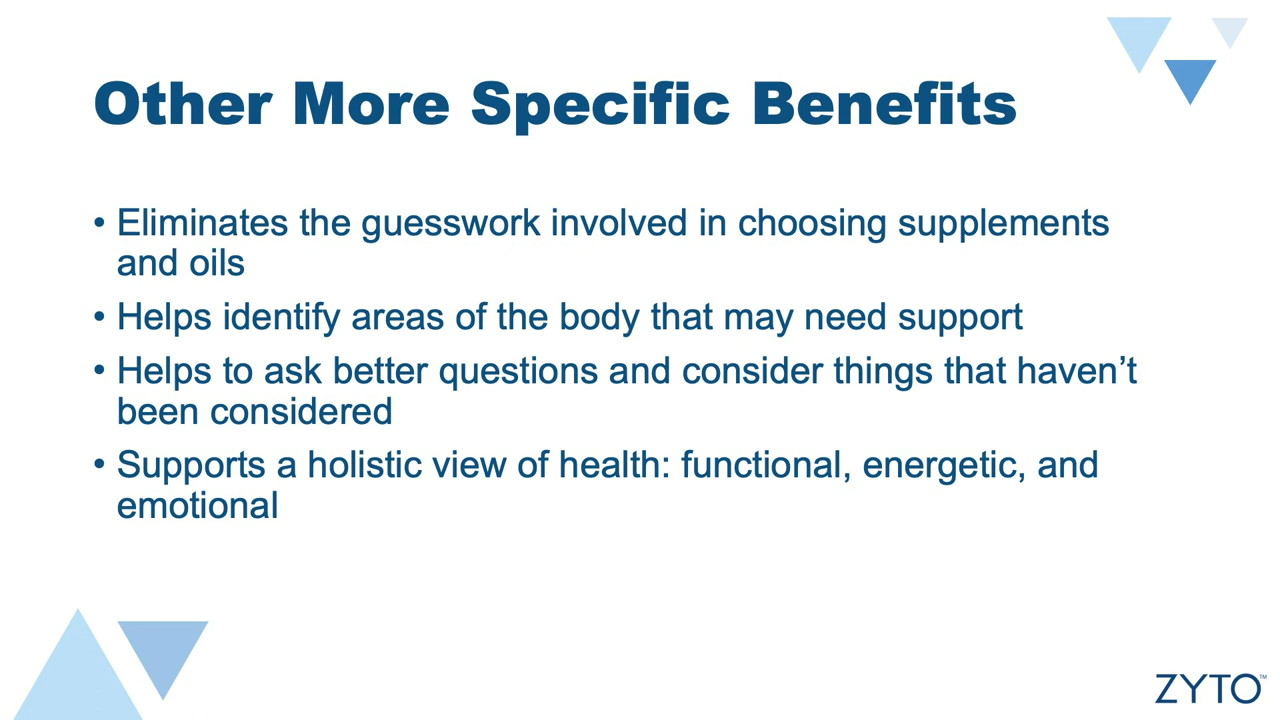 Other More Specific Benefits
• Eliminates the guesswork involved in choosing supplements
and oils
• Helps identify areas of the body that may need support
• Helps to ask better questions and consider things that haven’t
been considered
• Supports a holistic view of health: functional, energetic, and
emotional
ZYTO™